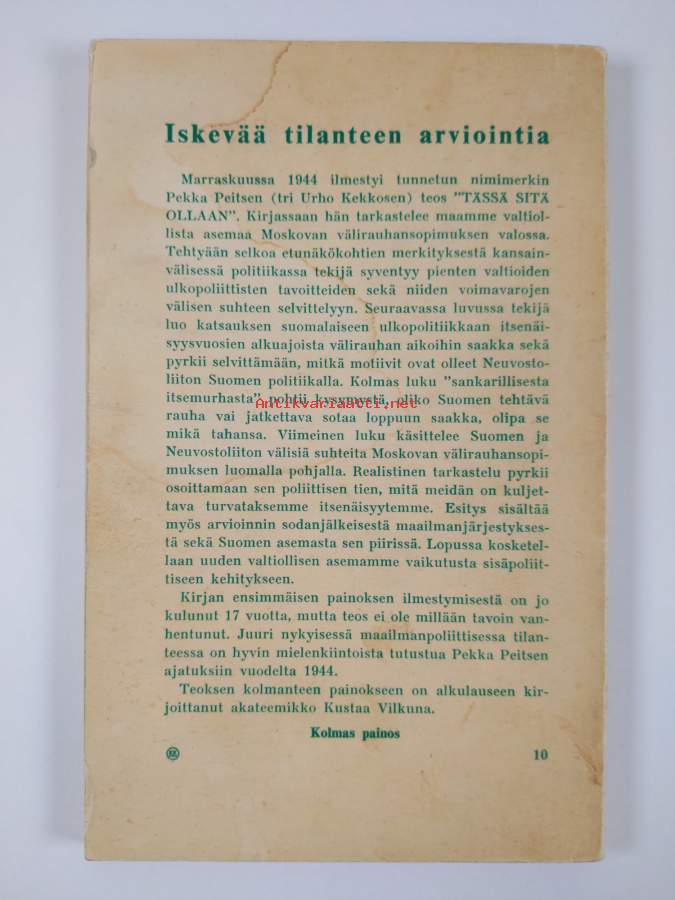 Iskevää tilanteen arviointia
Marraskuussa 1944 ilmestyi tunnetun nimimerkin
Pekka Peitsen (tri Urho Kekkosen) teos "TÄSSÄ SITÄ
OLLAAN". Kirjassaan hän tarkastelee maamme valtiol-
lista asemaa Moskovan välirauhansopimuksen valossa.
Tehtyään selkoa etunäkökohtien merkityksestä kansain-
välisessä politiikassa tekijä syventyy pienten valtioiden
ulkopoliittisten tavoitteiden sekä niiden voimavarojen
välisen suhteen selvittelyyn. Seuraavassa luvussa tekijä
luo katsauksen suomalaiseen ulkopolitiikkaan itsenäi-
syysvuosien alkuajoista välirauhan aikoihin saakka sekä
pyrkii selvittämään, mitkä motiivit ovat olleet Neuvosto-
liiton Suomen politiikalla. Kolmas luku "sankarillisesta
itsemurhasta" pohtii kysymystä, oliko Suomen tehtävä
Antikvariaatti.net
rauha vai jatkettava sotaa loppuun saakka, olipa se
mikä tahansa. Viimeinen luku käsittelee Suomen ja
Neuvostoliiton välisiä suhteita Moskovan välirauhansopi-
muksen luomalla pohjalla. Realistinen tarkastelu pyrkii
osoittamaan sen poliittisen tien, mitä meidän on kuljet-
tava turvataksemme itsenäisyytemme. Esitys sisältää
myös arvioinnin sodanjälkeisestä maailmanjärjestykses-
tä sekä Suomen asemasta sen piirissä. Lopussa kosketel-
laan uuden valtiollisen asemamme vaikutusta sisäpoliit-
tiseen kehitykseen.
Kirjan ensimmäisen painoksen ilmestymisestä on jo
kulunut 17 vuotta, mutta teos ei ole millään tavoin van-
hentunut. Juuri nykyisessä maailmanpoliittisessa tilan-
teessa on hyvin mielenkiintoista tutustua Pekka Peitsen
ajatuksiin vuodelta 1944.
Teoksen kolmanteen painokseen on alkulauseen kir-
joittanut akateemikko Kustaa Vilkuna.
Kolmas painos
10